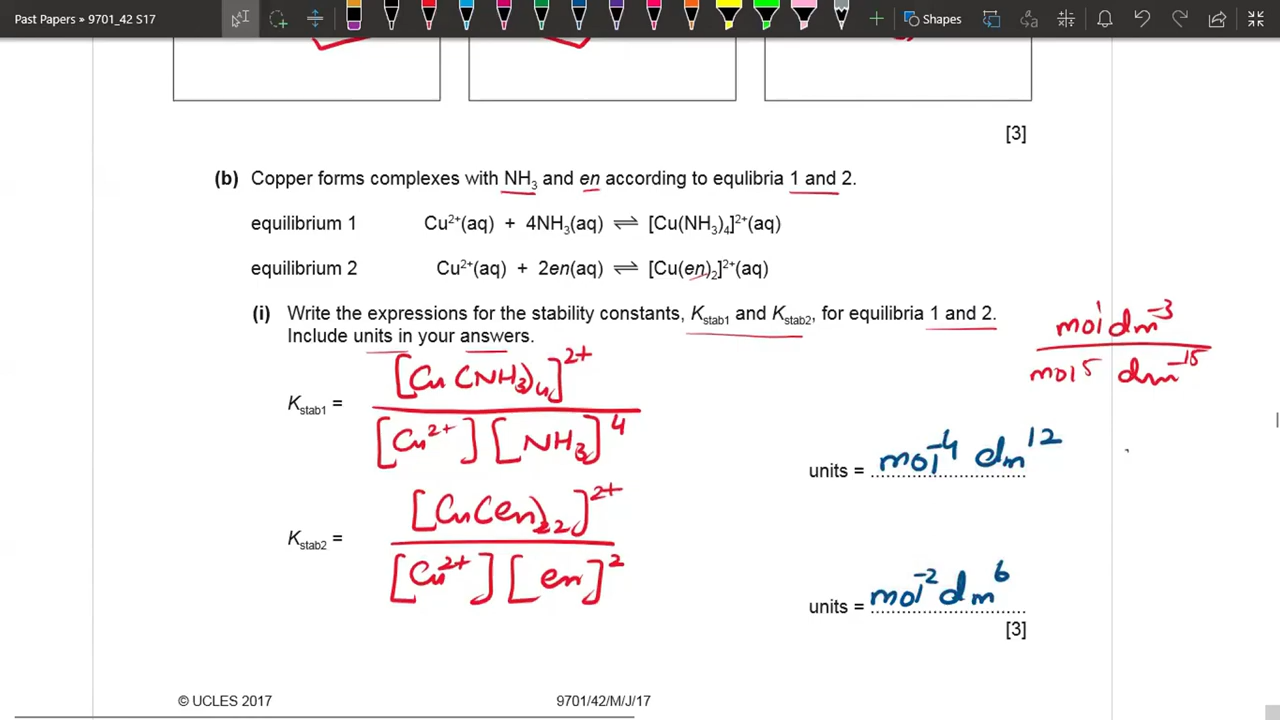 Past Papers » 9701_42 S17
Shapes
[3]
(b) Copper forms complexes with NH₃ and en according to equlibria 1 and 2.
equilibrium 1 Cu²⁺(aq) + 4NH₃(aq) ⇌ [Cu(NH₃)₄]²⁺(aq)
equilibrium 2 Cu²⁺(aq) + 2en(aq) ⇌ [Cu(en)₂]²⁺(aq)
(i) Write the expressions for the stability constants, Kstab1 and Kstab2, for equilibria 1 and 2.
Include units in your answers.
mol¹dm⁻³
mol⁵ dm⁻¹⁵
[Cu(NH₃)₄]²⁺
Kstab1 =
[Cu²⁺][NH₃]⁴
units = mol⁻⁴ dm¹²
[Cu(en)₂₂]²⁺
Kstab2 =
[Cu²⁺][en]²
units = mol⁻² dm⁶
[3]
© UCLES 2017 9701/42/M/J/17